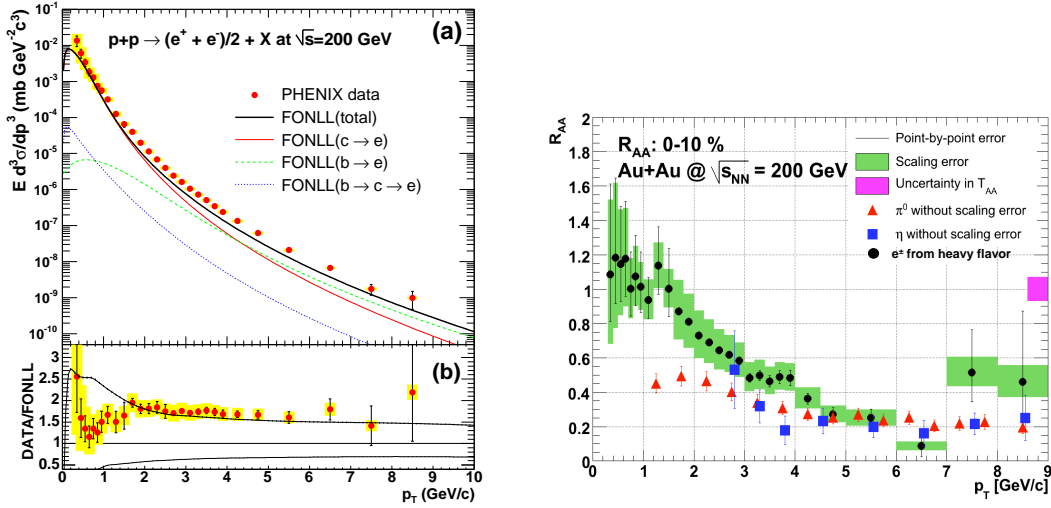 (a)
p+p → (e⁺ + e⁻)/2 + X at √s=200 GeV
PHENIX data
FONLL(total)
FONLL(c → e)
FONLL(b → e)
FONLL(b → c → e)
E d³σ/dp³ (mb GeV⁻²c³)
10⁻¹
10⁻²
10⁻³
10⁻⁴
10⁻⁵
10⁻⁶
10⁻⁷
10⁻⁸
10⁻⁹
10⁻¹⁰
(b)
DATA/FONLL
2.5
2
1.5
1
0.5
0 1 2 3 4 5 6 7 8 9 10
p_T (GeV/c)
R_AA
R_AA: 0-10 %
Au+Au @ √s_NN = 200 GeV
Point-by-point error
Scaling error
Uncertainty in T_AA
π⁰ without scaling error
η without scaling error
e± from heavy flavor
2
1.8
1.6
1.4
1.2
1
0.8
0.6
0.4
0.2
0
0 1 2 3 4 5 6 7 8 9
p_T [GeV/c]